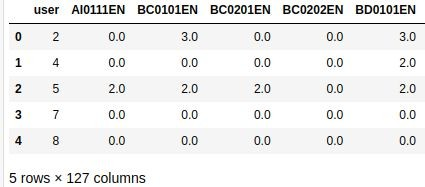 user AI0111EN BC0101EN BC0201EN BC0202EN BD0101EN
0 2 0.0 3.0 0.0 0.0 3.0
1 4 0.0 0.0 0.0 0.0 2.0
2 5 2.0 2.0 2.0 0.0 2.0
3 7 0.0 0.0 0.0 0.0 0.0
4 8 0.0 0.0 0.0 0.0 0.0
5 rows × 127 columns